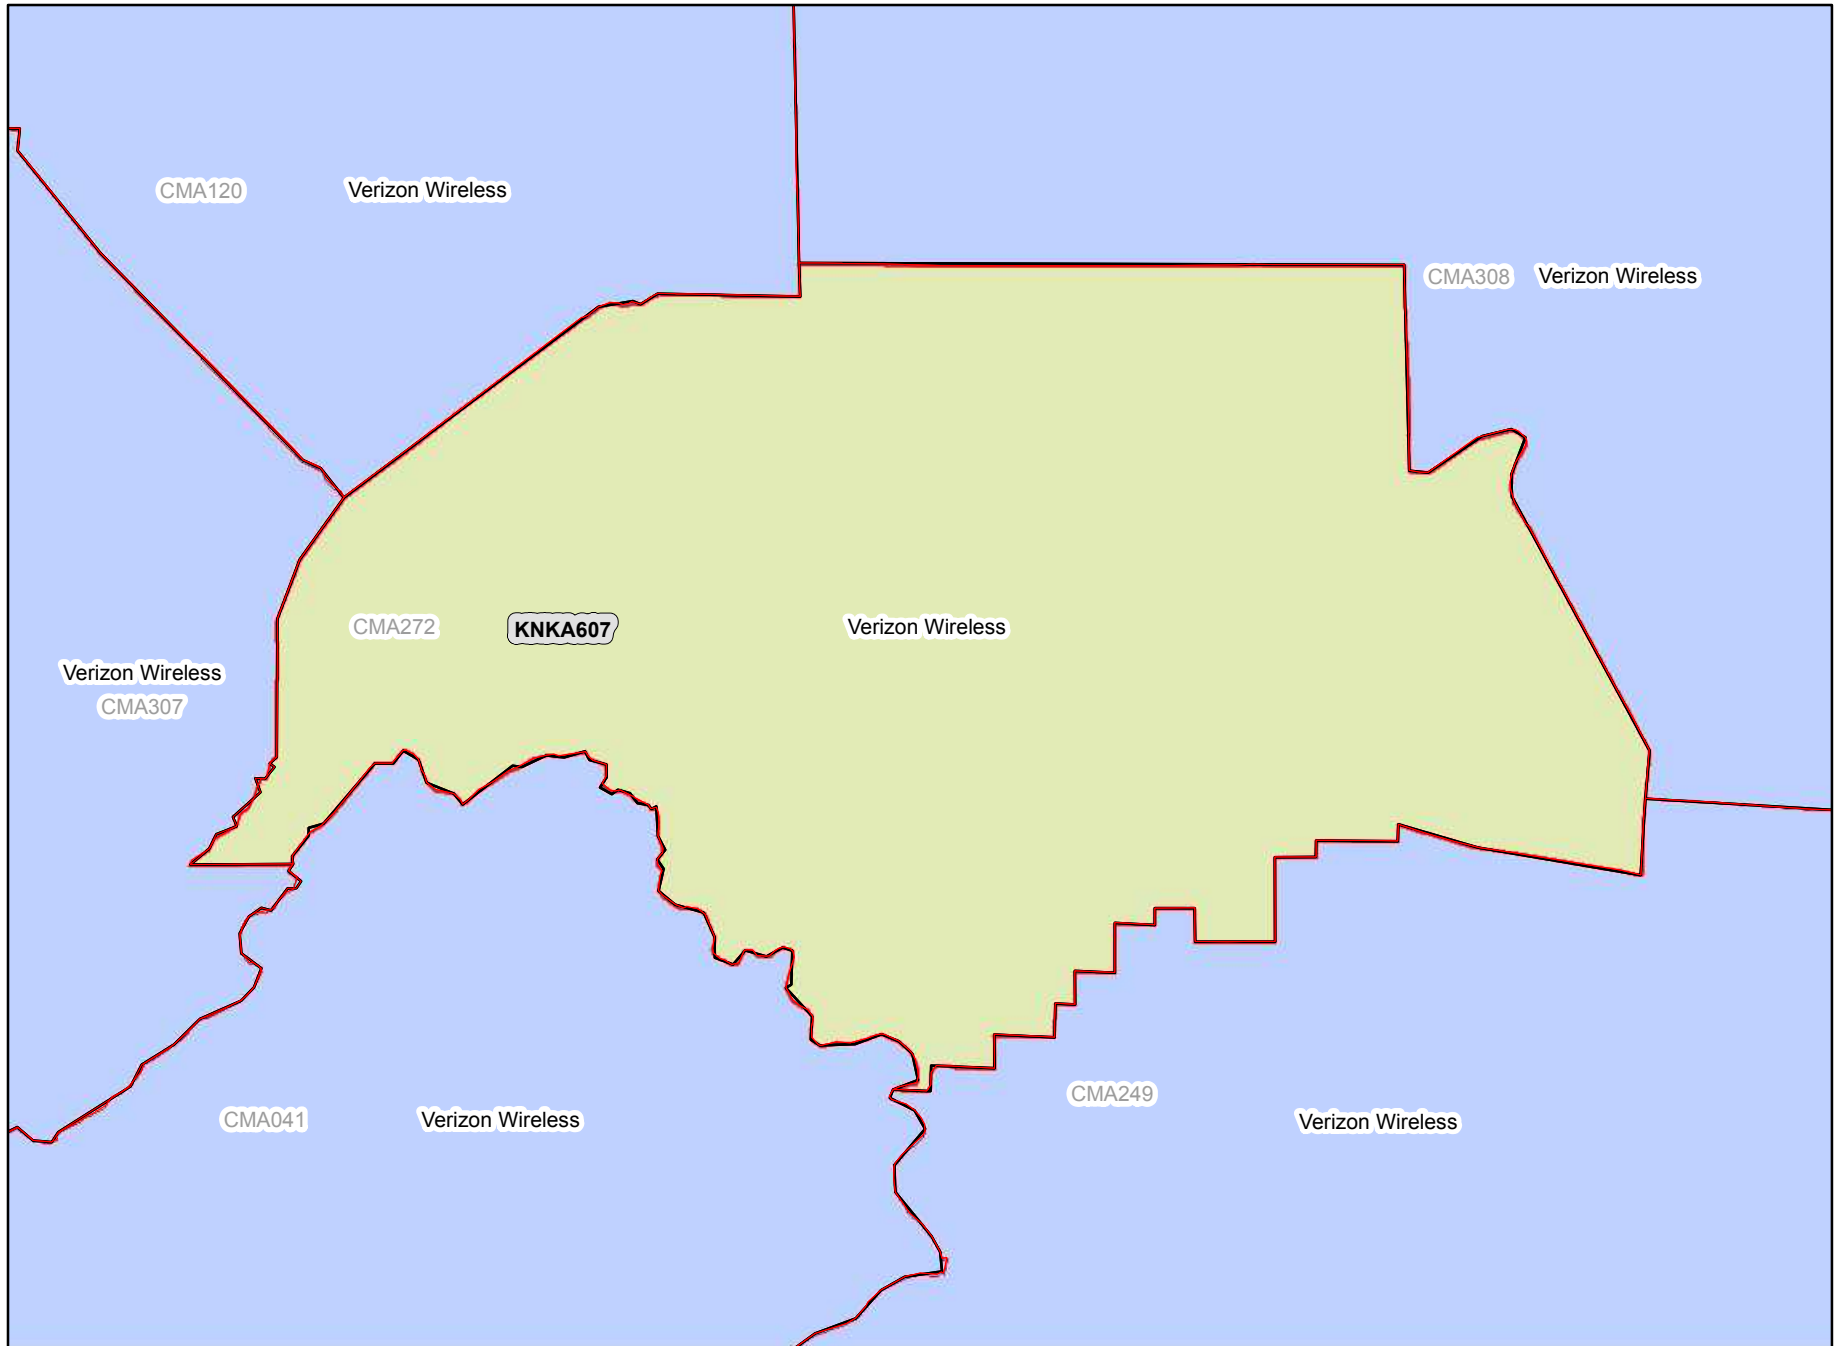 CMA120 Verizon Wireless
CMA308 Verizon Wireless
CMA272 KNKA607 Verizon Wireless
Verizon Wireless
CMA307
CMA249
CMA041 Verizon Wireless
Verizon Wireless